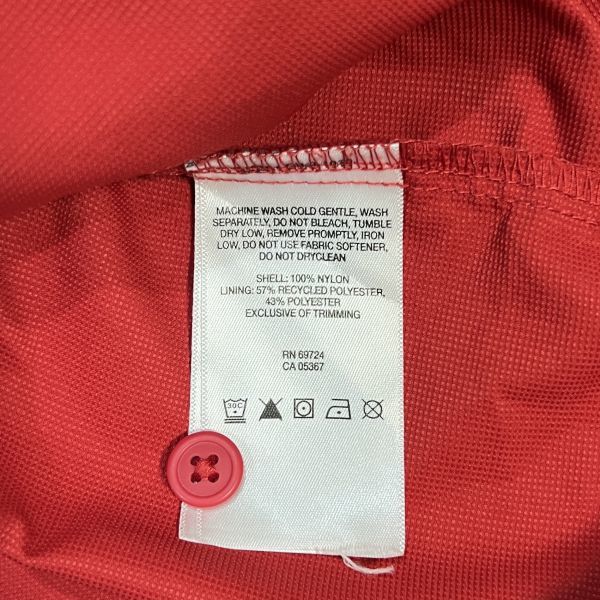 MACHINE WASH COLD GENTLE, WASH
SEPARATELY, DO NOT BLEACH, TUMBLE
DRY LOW, REMOVE PROMPTLY, IRON
LOW, DO NOT USE FABRIC SOFTENER,
DO NOT DRYCLEAN
SHELL: 100% NYLON
LINING: 57% RECYCLED POLYESTER,
43% POLYESTER
EXCLUSIVE OF TRIMMING
RN 69724
CA 05367
30C